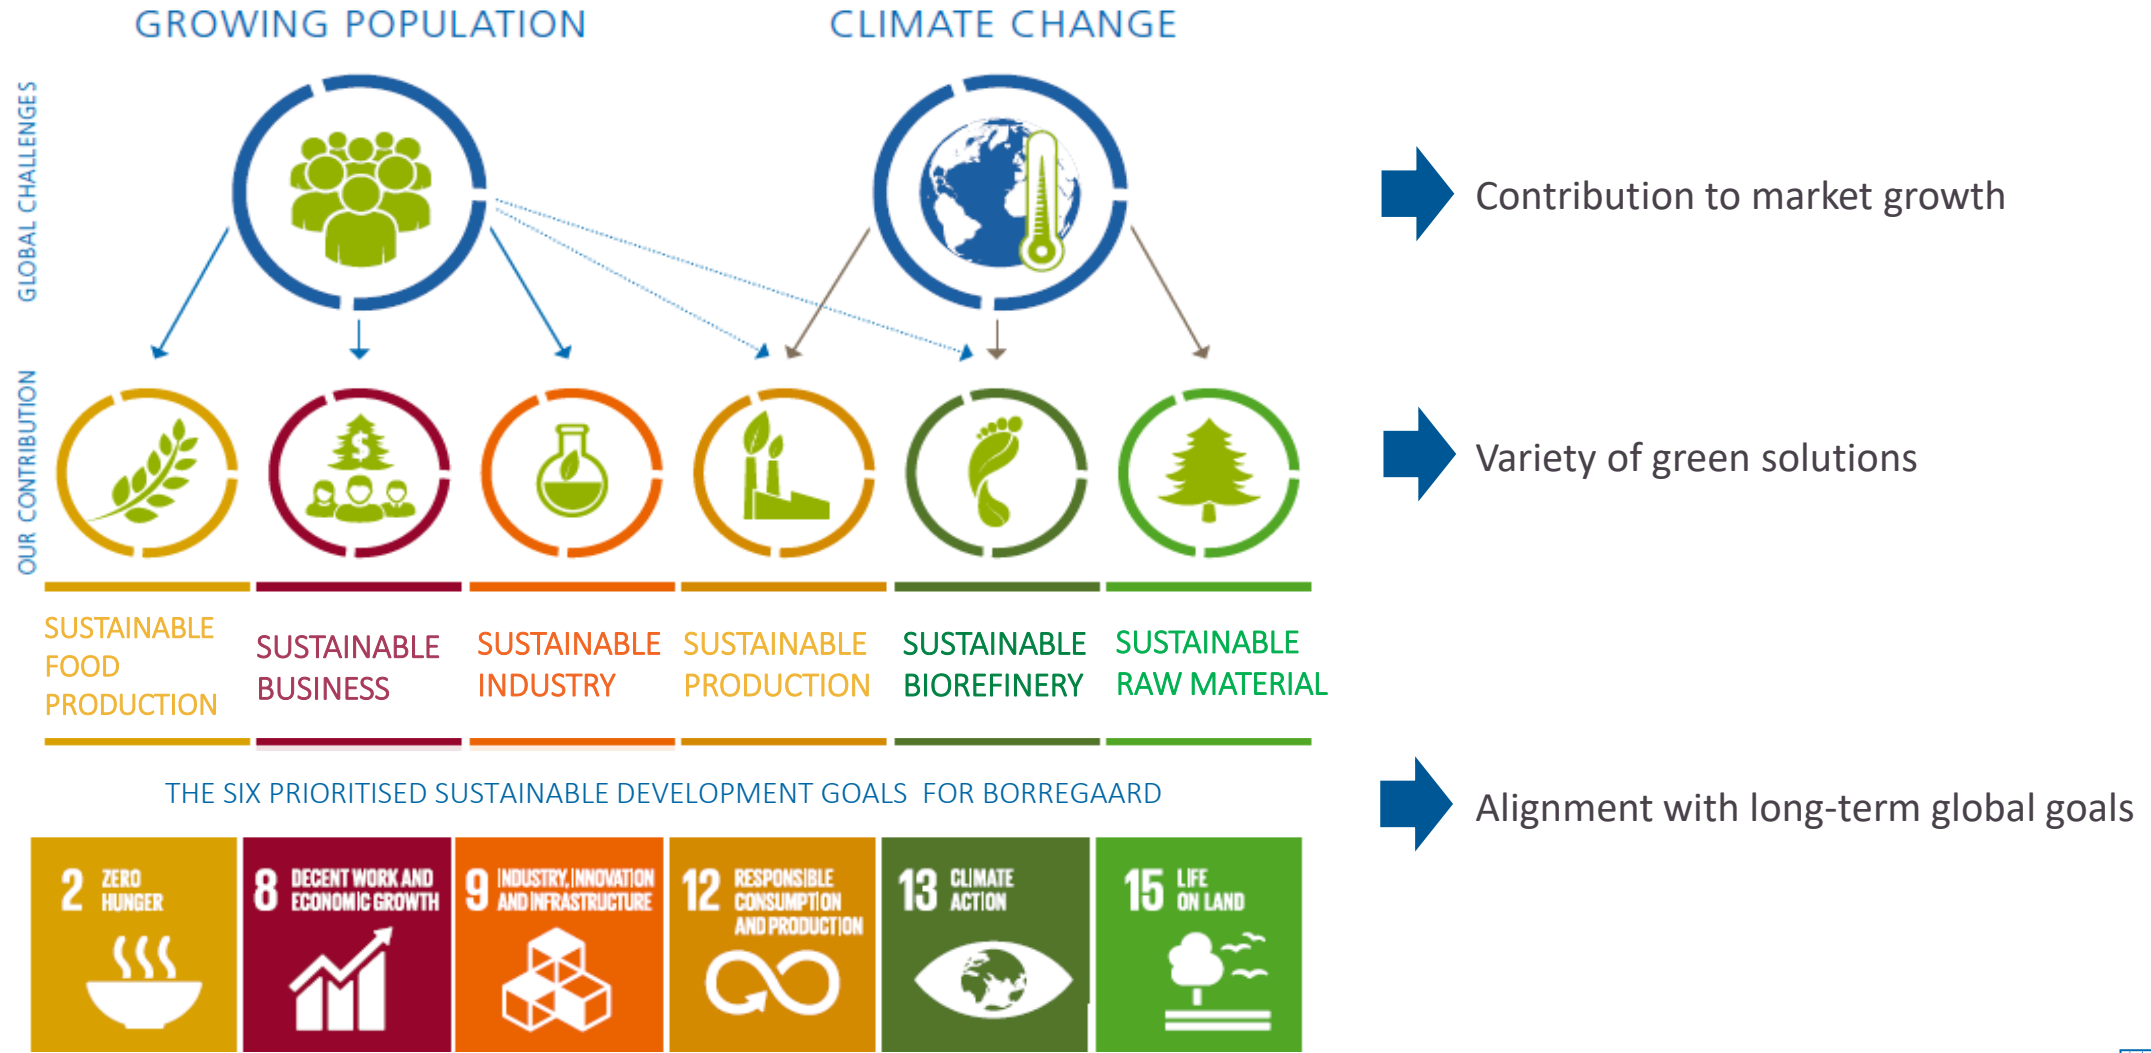 GROWING POPULATION
CLIMATE CHANGE
GLOBAL CHALLENGES
Contribution to market growth
OUR CONTRIBUTION
$
Variety of green solutions
SUSTAINABLE
FOOD
PRODUCTION
SUSTAINABLE
BUSINESS
SUSTAINABLE
INDUSTRY
SUSTAINABLE
PRODUCTION
SUSTAINABLE
BIOREFINERY
SUSTAINABLE
RAW MATERIAL
THE SIX PRIORITISED SUSTAINABLE DEVELOPMENT GOALS FOR BORREGAARD
Alignment with long-term global goals
2 ZERO
HUNGER
8 DECENT WORK AND
ECONOMIC GROWTH
9 INDUSTRY, INNOVATION
AND INFRASTRUCTURE
12 RESPONSIBLE
CONSUMPTION
AND PRODUCTION
13 CLIMATE
ACTION
15 LIFE
ON LAND